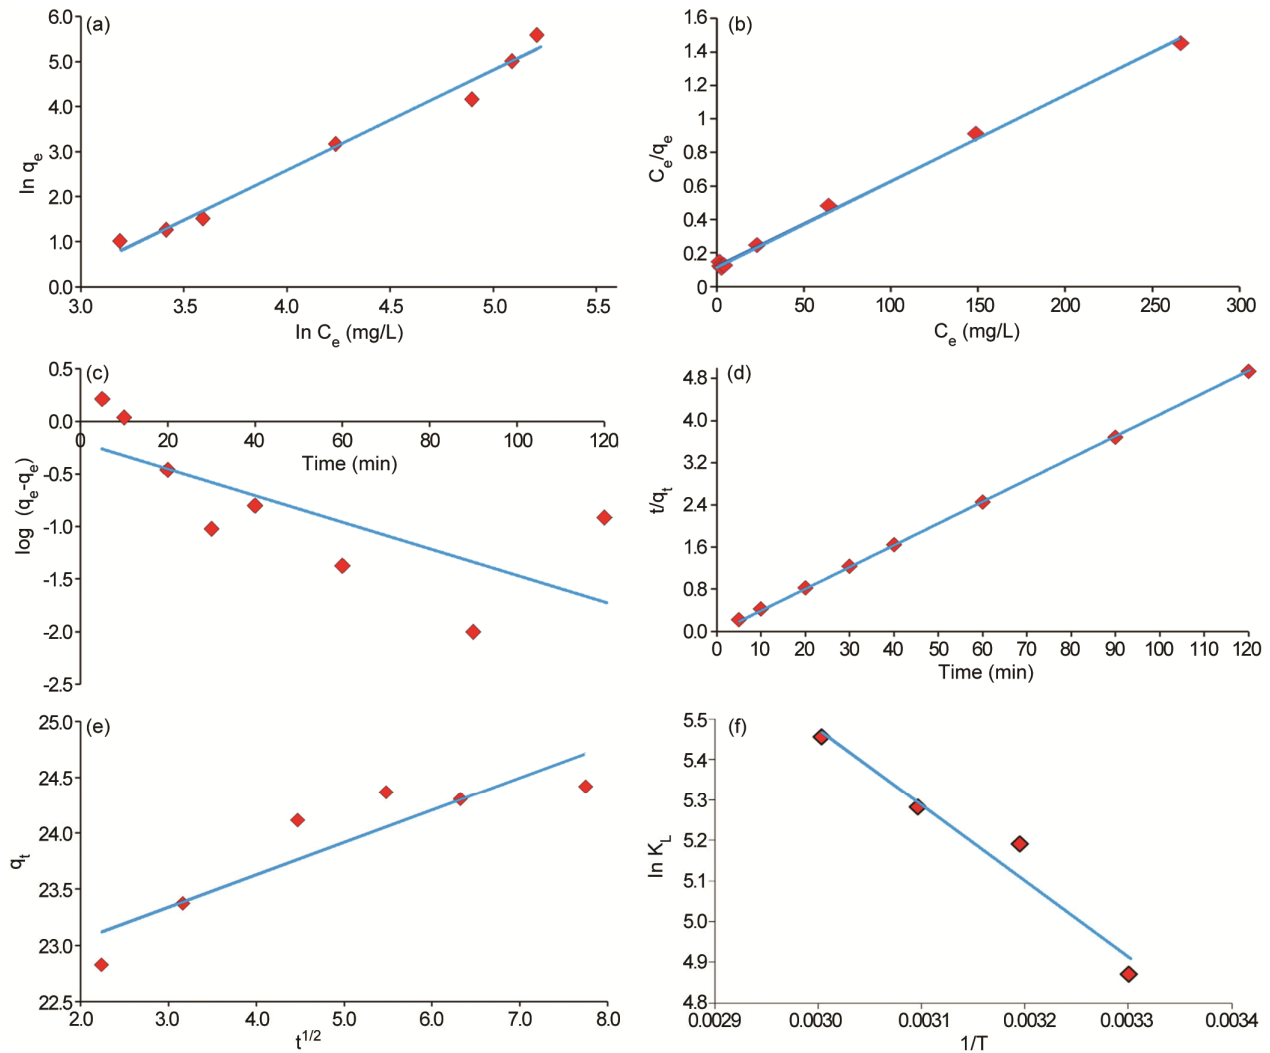 (a)
6.0
5.0
4.0
3.0
2.0
1.0
0.0
ln qe
3.0 3.5 4.0 4.5 5.0 5.5
ln Ce (mg/L)
(b)
1.6
1.4
1.2
1
0.8
0.6
0.4
0.2
0
Ce/qe
0 50 100 150 200 250 300
Ce (mg/L)
(c)
0.5
0.0
-0.5
-1.0
-1.5
-2.0
-2.5
log (qe-qe)
0 20 40 60 80 100 120
Time (min)
(d)
4.8
4.0
3.2
2.4
1.6
0.8
0.0
t/qt
0 10 20 30 40 50 60 70 80 90 100 110 120
Time (min)
(e)
25.0
24.5
24.0
23.5
23.0
22.5
qt
2.0 3.0 4.0 5.0 6.0 7.0 8.0
t1/2
(f)
5.5
5.4
5.3
5.2
5.1
5.0
4.9
4.8
ln KL
0.0029 0.0030 0.0031 0.0032 0.0033 0.0034
1/T